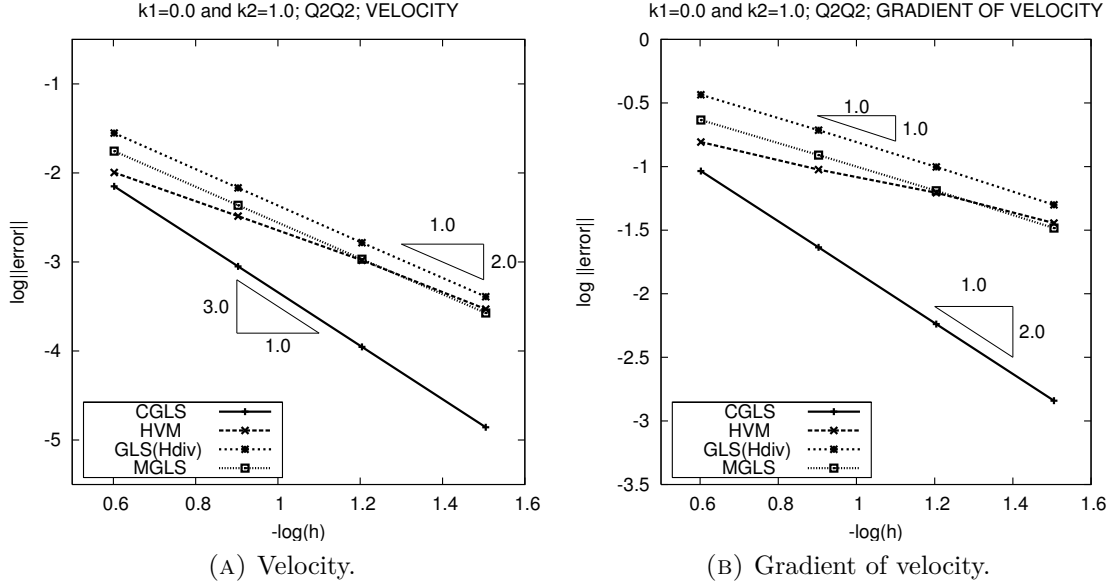 k1=0.0 and k2=1.0; Q2Q2; VELOCITY
-1
-2
-3
-4
-5
0.6
0.8
1
1.2
1.4
1.6
log||error||
-log(h)
1.0
2.0
3.0
1.0
CGLS
HVM
GLS(Hdiv)
MGLS
(A) Velocity.
k1=0.0 and k2=1.0; Q2Q2; GRADIENT OF VELOCITY
0
-0.5
-1
-1.5
-2
-2.5
-3
-3.5
0.6
0.8
1
1.2
1.4
1.6
log ||error||
-log(h)
1.0
1.0
1.0
2.0
CGLS
HVM
GLS(Hdiv)
MGLS
(B) Gradient of velocity.